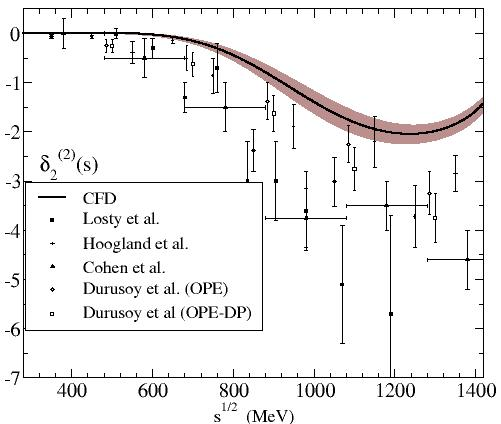 0
-1
-2
δ₂⁽²⁾(s)
-3
CFD
Losty et al.
-4
Hoogland et al.
Cohen et al.
-5
Durusoy et al. (OPE)
Durusoy et al (OPE-DP)
-6
-7
400 600 800 1000 1200 1400
s^1/2 (MeV)